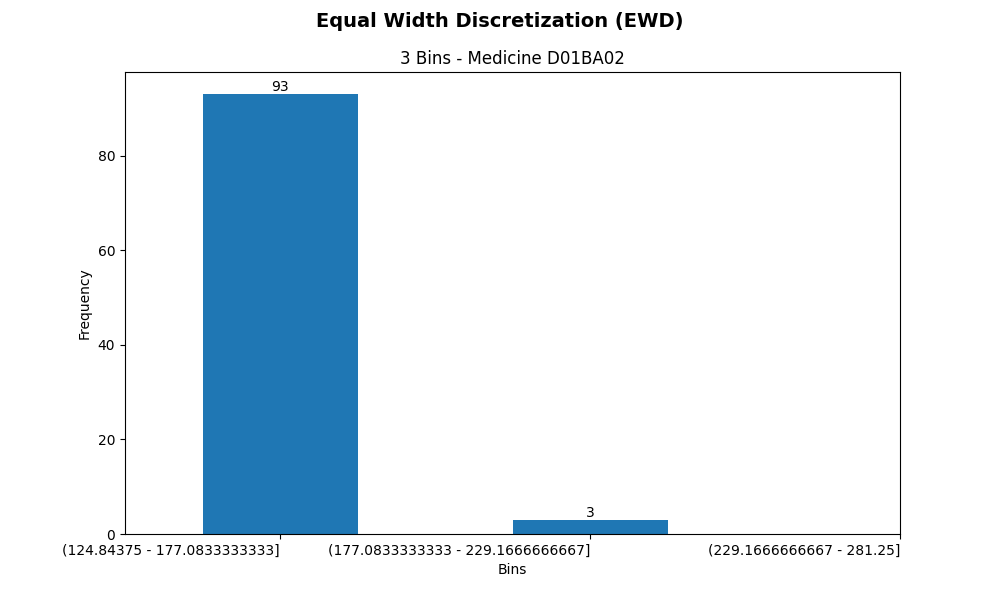 Equal Width Discretization (EWD)
3 Bins - Medicine D01BA02
93
80
60
40
20
0
Frequency
3
(124.84375 - 177.0833333333] (177.0833333333 - 229.1666666667] (229.1666666667 - 281.25]
Bins